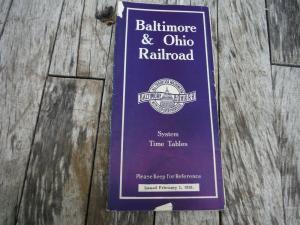 Baltimore
& Ohio
Railroad
System
Time Tables
Please Keep for Reference